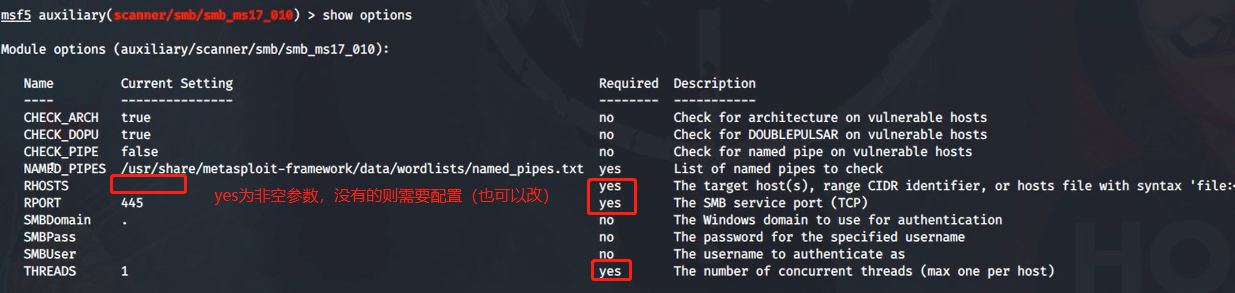 msf5 auxiliary(scanner/smb/smb_ms17_010) > show options
Module options (auxiliary/scanner/smb/smb_ms17_010):
Name Current Setting Required Description
---- --------------- -------- -----------
CHECK_ARCH true no Check for architecture on vulnerable hosts
CHECK_DOPU true no Check for DOUBLEPULSAR on vulnerable hosts
CHECK_PIPE false no Check for named pipe on vulnerable hosts
NAMED_PIPES /usr/share/metasploit-framework/data/wordlists/named_pipes.txt yes List of named pipes to check
RHOSTS yes The target host(s), range CIDR identifier, or hosts file with syntax 'file:<
yes为非空参数，没有的则需要配置（也可以改）
RPORT 445 yes The SMB service port (TCP)
SMBDomain . no The Windows domain to use for authentication
SMBPass no The password for the specified username
SMBUser no The username to authenticate as
THREADS 1 yes The number of concurrent threads (max one per host)
HO